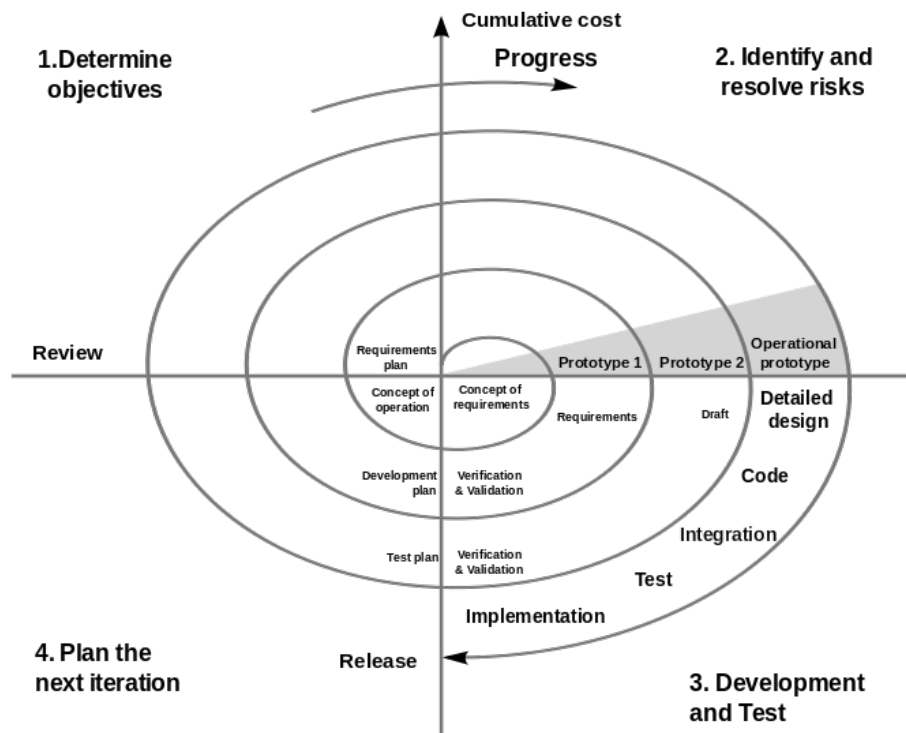 Cumulative cost
Progress
1.Determine
objectives
2. Identify and
resolve risks
Review
Requirements
plan
Prototype 1
Prototype 2
Operational
prototype
Concept of
operation
Concept of
requirements
Requirements
Draft
Detailed
design
Development
plan
Verification
& Validation
Code
Integration
Test plan
Verification
& Validation
Test
Implementation
Release
4. Plan the
next iteration
3. Development
and Test